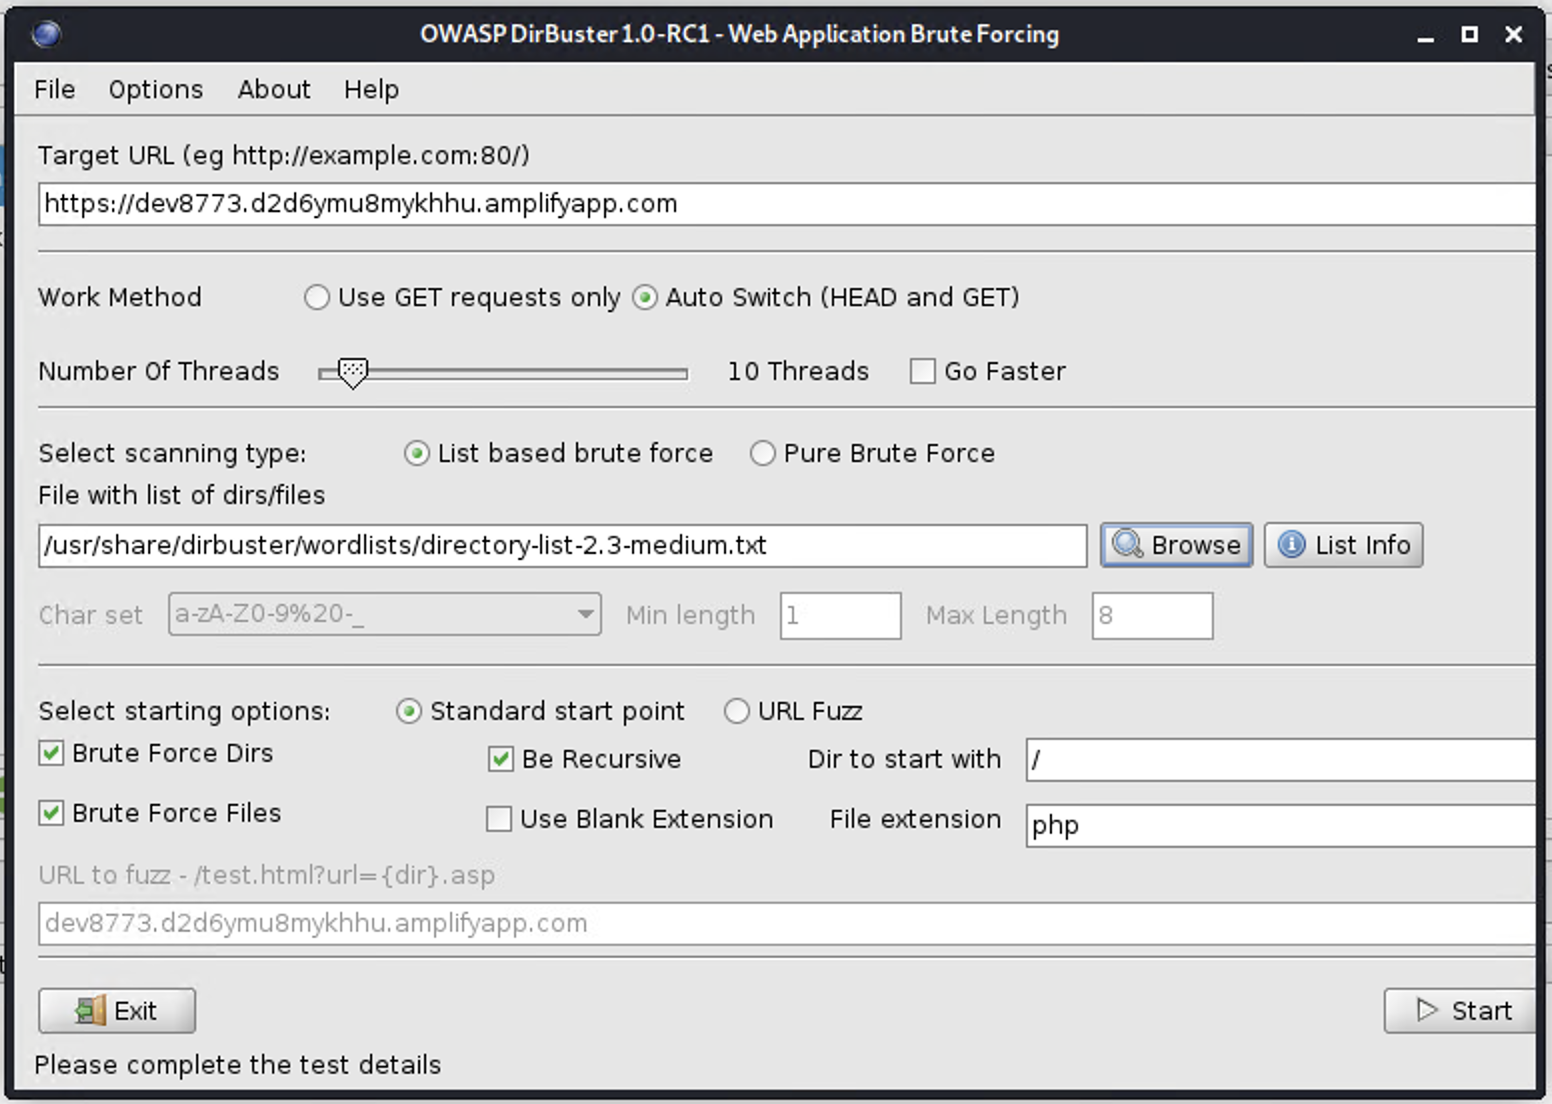 OWASP DirBuster 1.0-RC1 - Web Application Brute Forcing
File Options About Help
Target URL (eg http://example.com:80/)
https://dev8773.d2d6ymu8mykhhu.amplifyapp.com
Work Method Use GET requests only Auto Switch (HEAD and GET)
Number Of Threads 10 Threads Go Faster
Select scanning type: List based brute force Pure Brute Force
File with list of dirs/files
/usr/share/dirbuster/wordlists/directory-list-2.3-medium.txt Browse List Info
Char set a-zA-Z0-9%20-_ Min length 1 Max Length 8
Select starting options: Standard start point URL Fuzz
Brute Force Dirs Be Recursive Dir to start with /
Brute Force Files Use Blank Extension File extension php
URL to fuzz - /test.html?url={dir}.asp
dev8773.d2d6ymu8mykhhu.amplifyapp.com
Exit Start
Please complete the test details